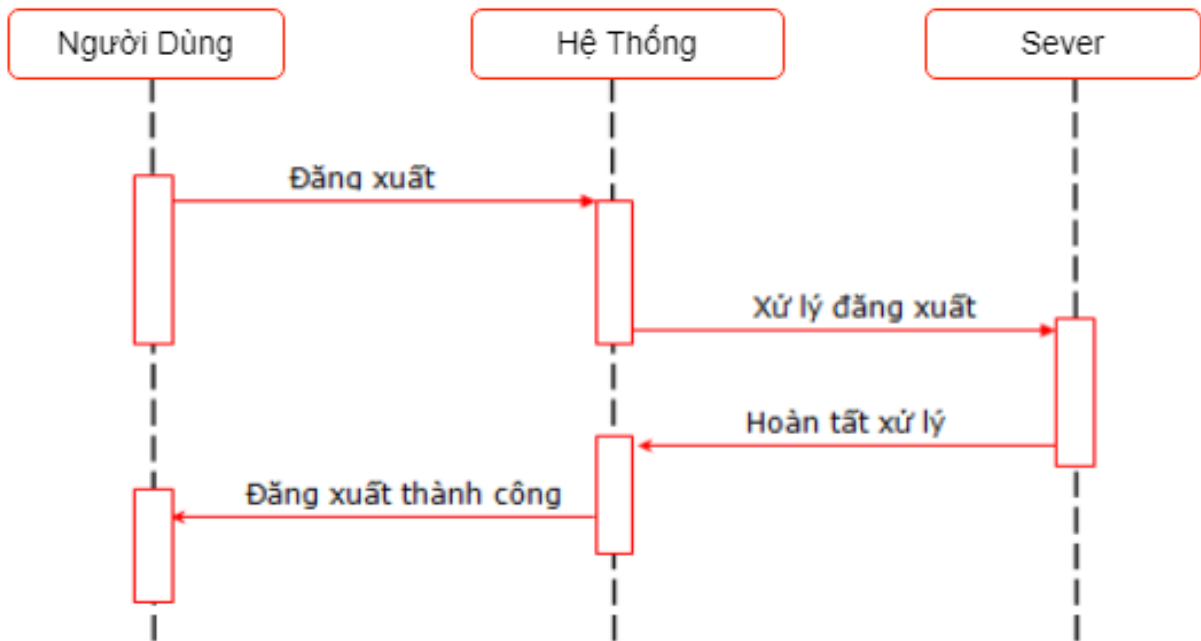 Người Dùng
Hệ Thống
Sever
Đăng xuất
Xử lý đăng xuất
Hoàn tất xử lý
Đăng xuất thành công